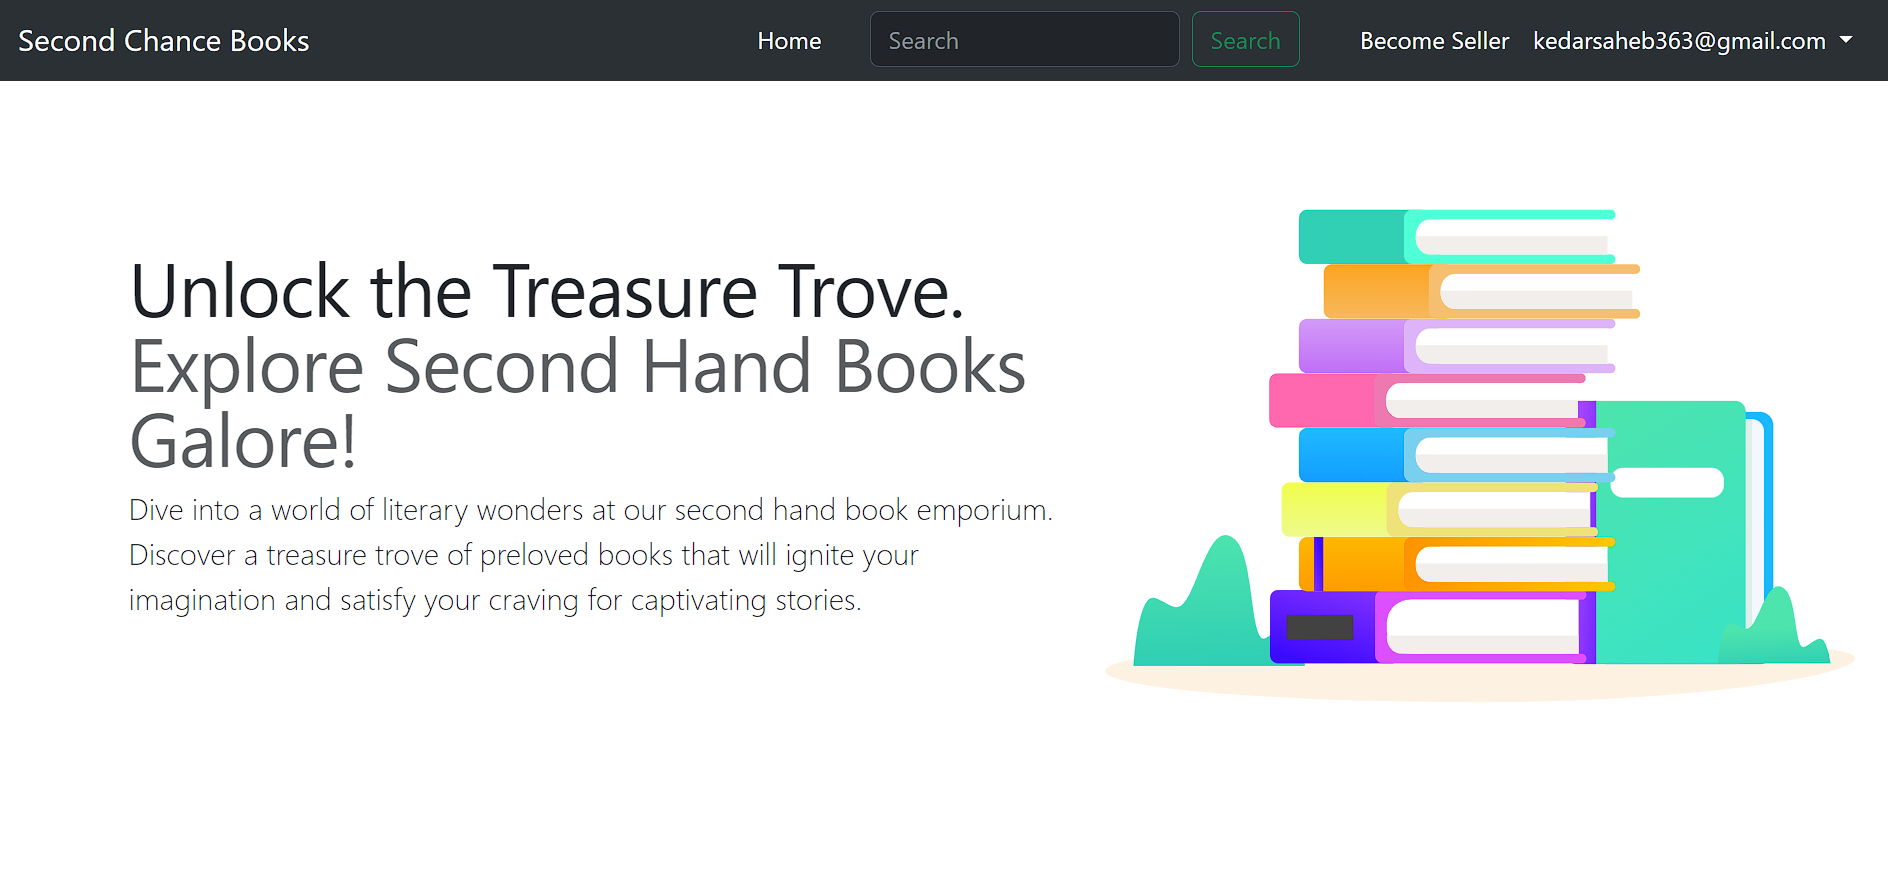 Second Chance Books
Home
Search
Search
Become Seller
kedarsaheb363@gmail.com
Unlock the Treasure Trove.
Explore Second Hand Books
Galore!
Dive into a world of literary wonders at our second hand book emporium.
Discover a treasure trove of preloved books that will ignite your
imagination and satisfy your craving for captivating stories.